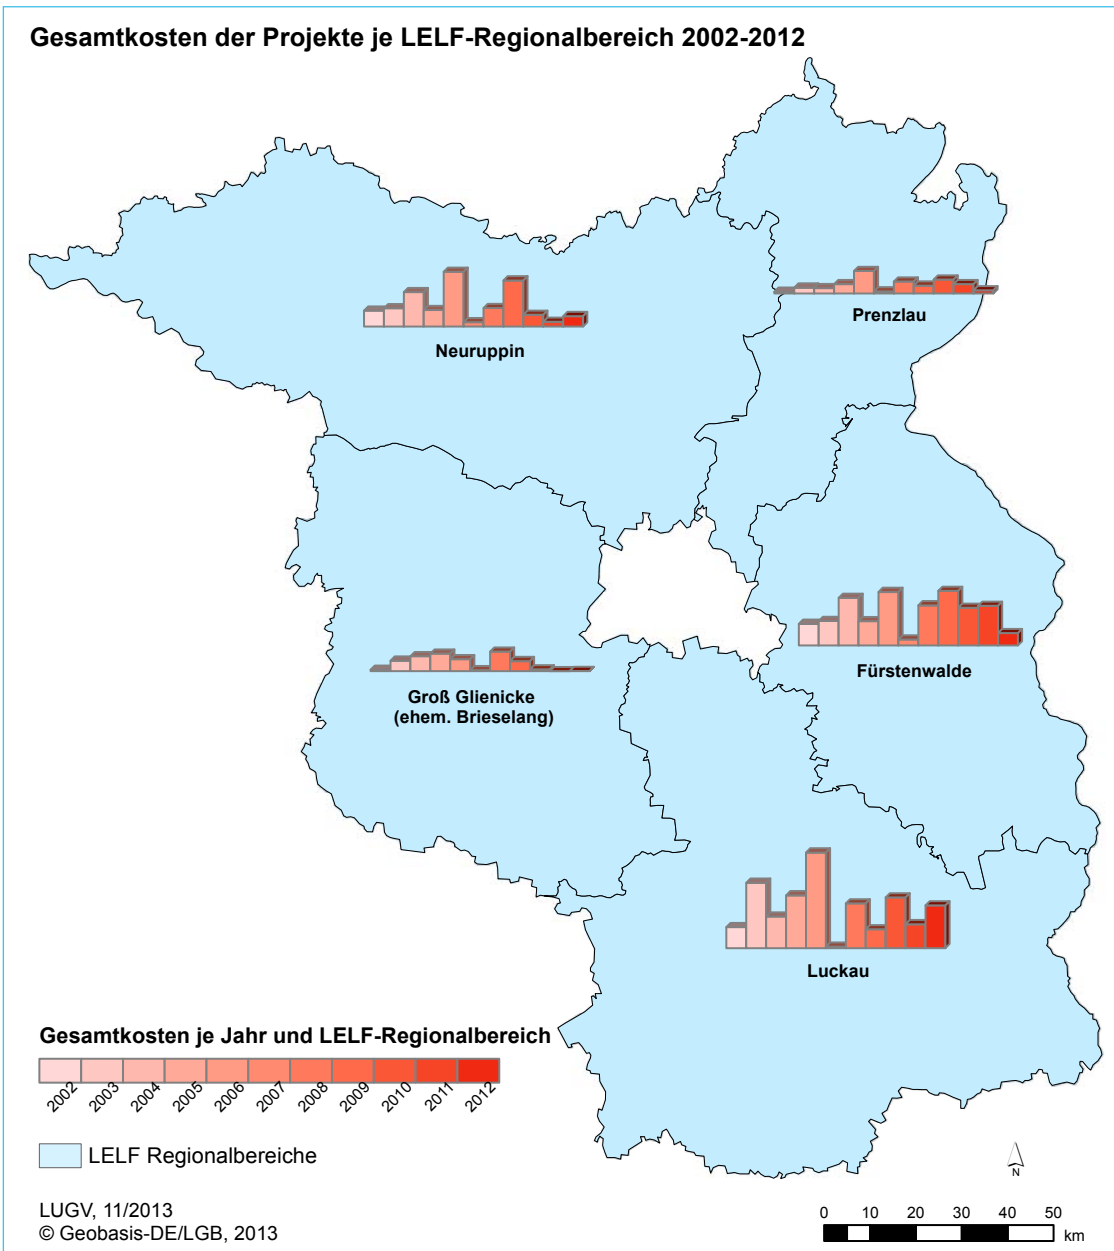 Gesamtkosten der Projekte je LELF-Regionalbereich 2002-2012
Prenzlau
Neuruppin
Fürstenwalde
Groß Glienicke
(ehem. Brieselang)
Luckau
Gesamtkosten je Jahr und LELF-Regionalbereich
2002 2003 2004 2005 2006 2007 2008 2009 2010 2011 2012
LELF Regionalbereiche
N
LUGV, 11/2013
© Geobasis-DE/LGB, 2013
0 10 20 30 40 50
km